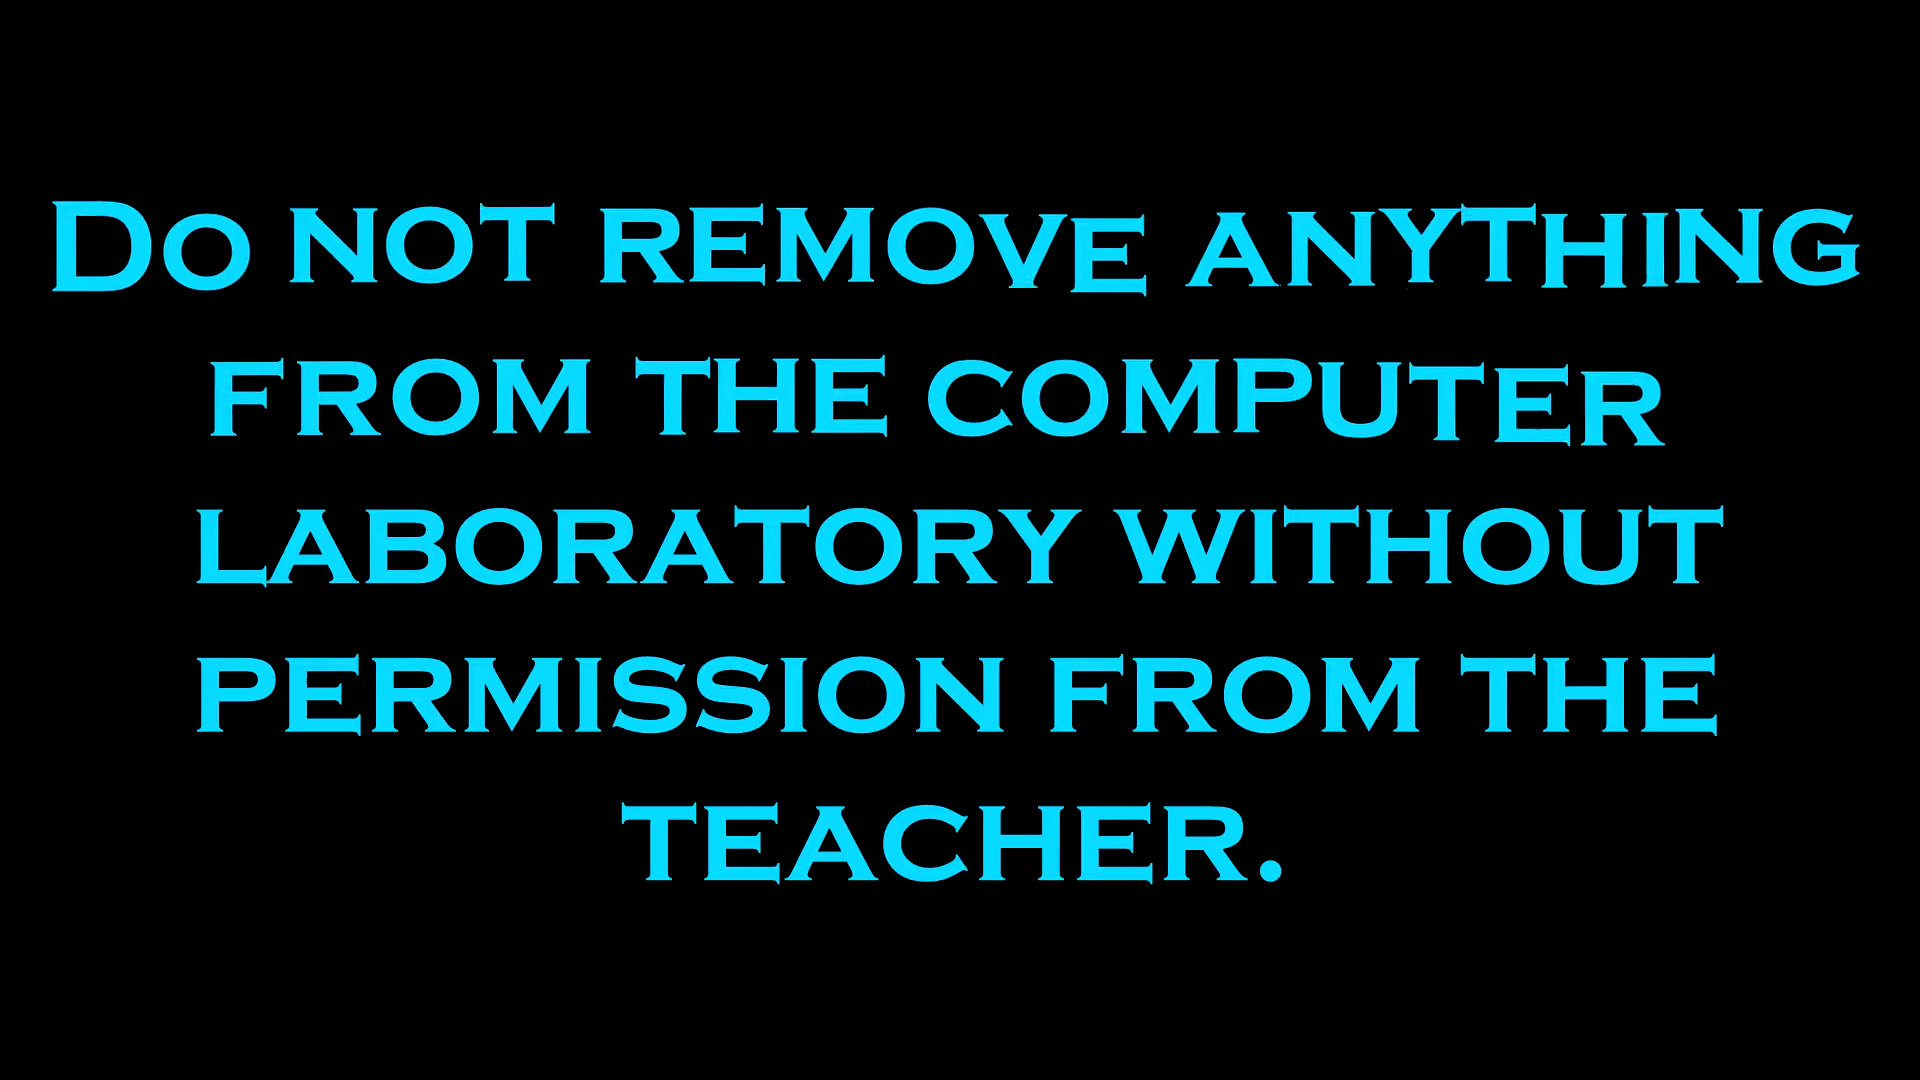 Do not remove anything
from the computer
laboratory without
permission from the
teacher.